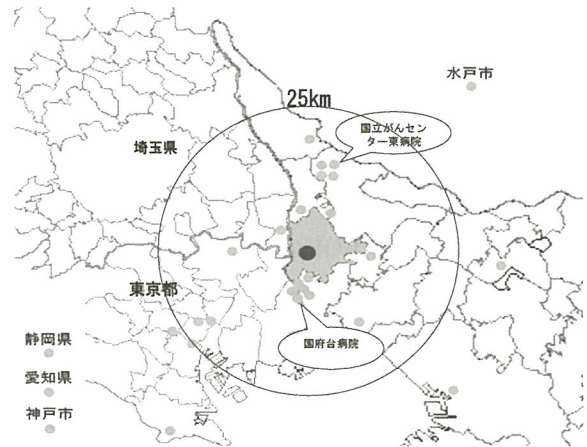 水戸市
25km
国立がんセン
ター東病院
埼玉県
東京都
国府台病院
静岡県
愛知県
神戸市